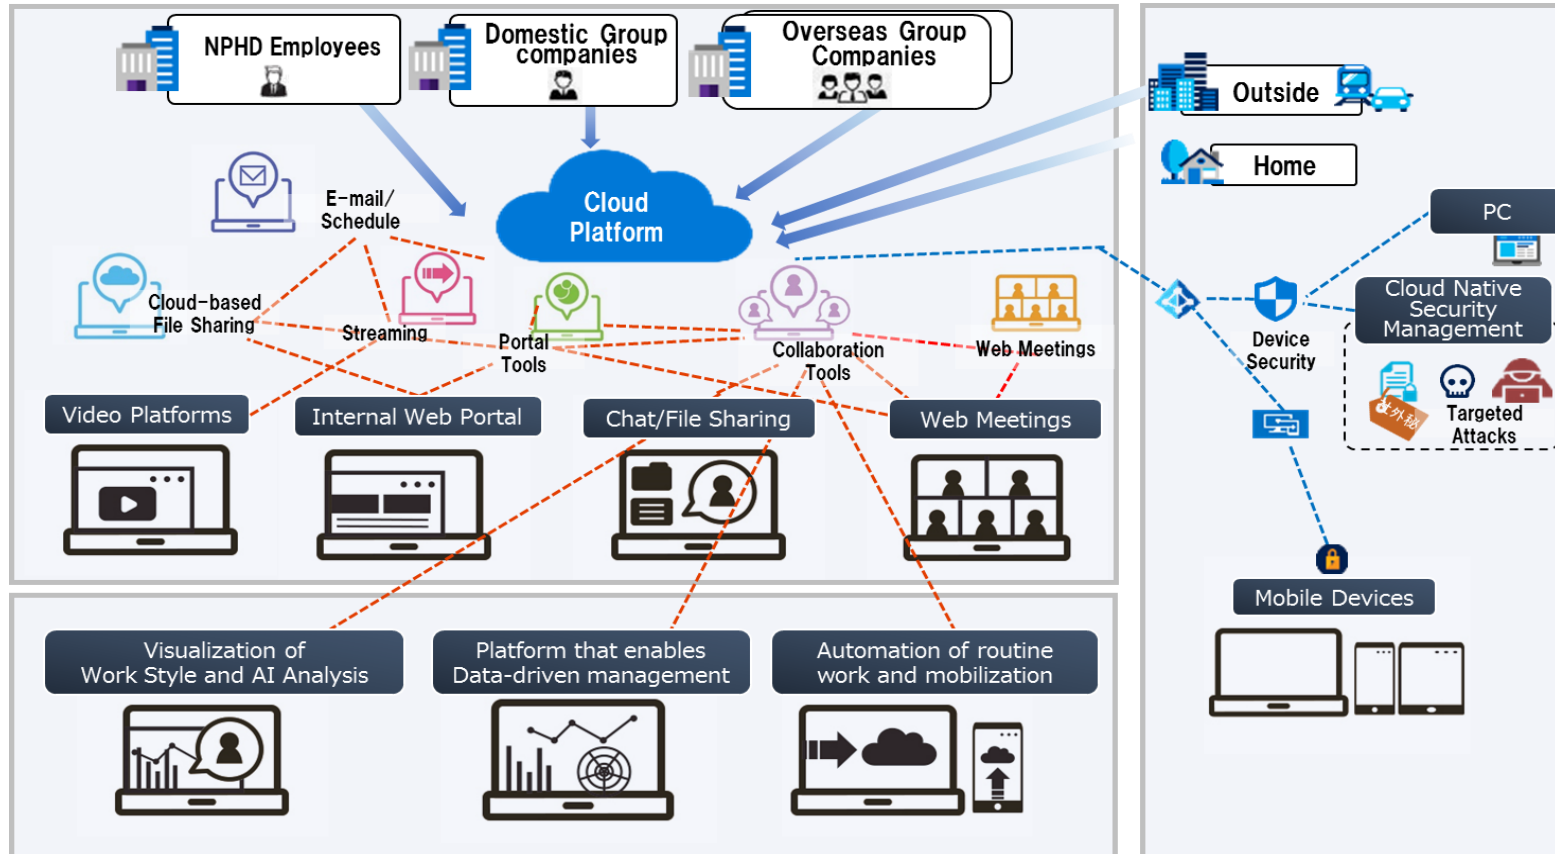 NPHD Employees
Domestic Group
companies
Overseas Group
Companies
Outside
Home
Cloud
Platform
E-mail/
Schedule
Cloud-based
File Sharing
Streaming
Portal
Tools
Collaboration
Tools
Web Meetings
PC
Cloud Native
Security
Management
Device
Security
社外秘
Targeted
Attacks
Video Platforms
Internal Web Portal
Chat/File Sharing
Web Meetings
Mobile Devices
Visualization of
Work Style and AI Analysis
Platform that enables
Data-driven management
Automation of routine
work and mobilization